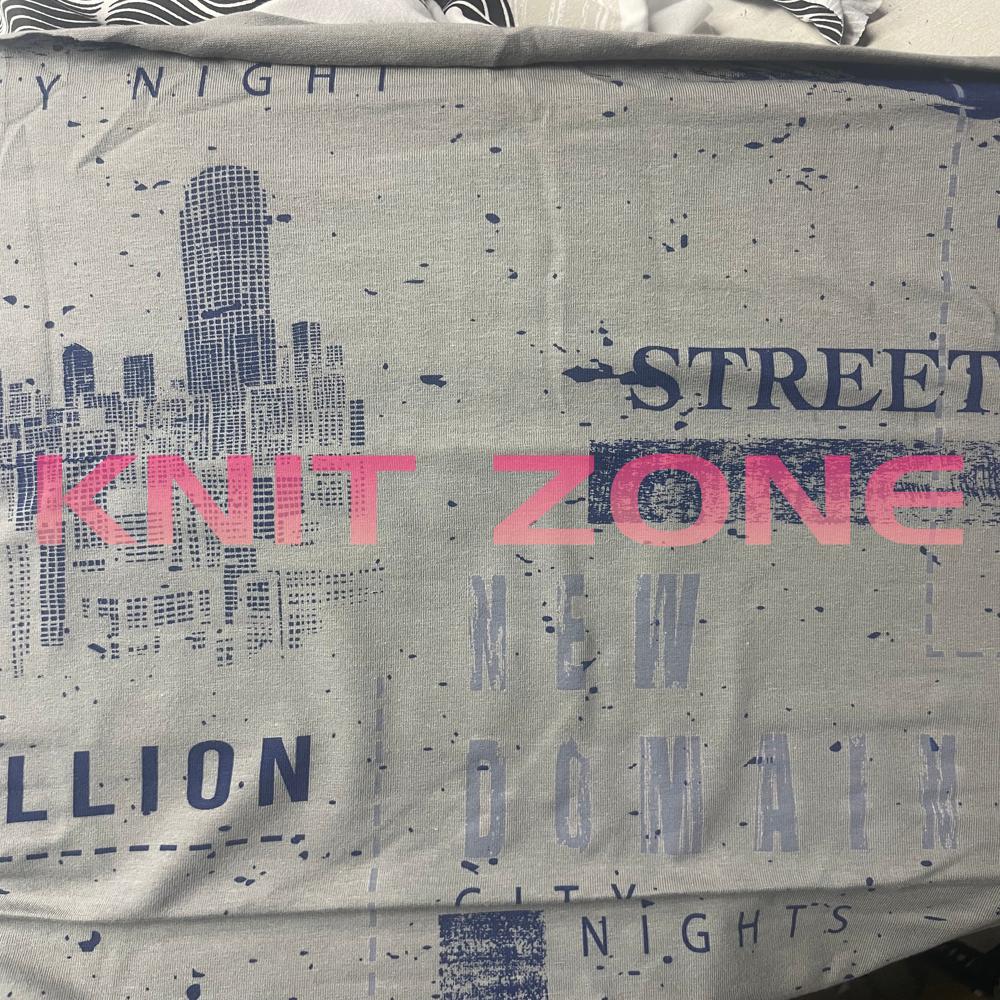 Y NIGHT
STREET
KNIT ZONE
NEW
LLION
DOMAIN
CITY
NIGHTS